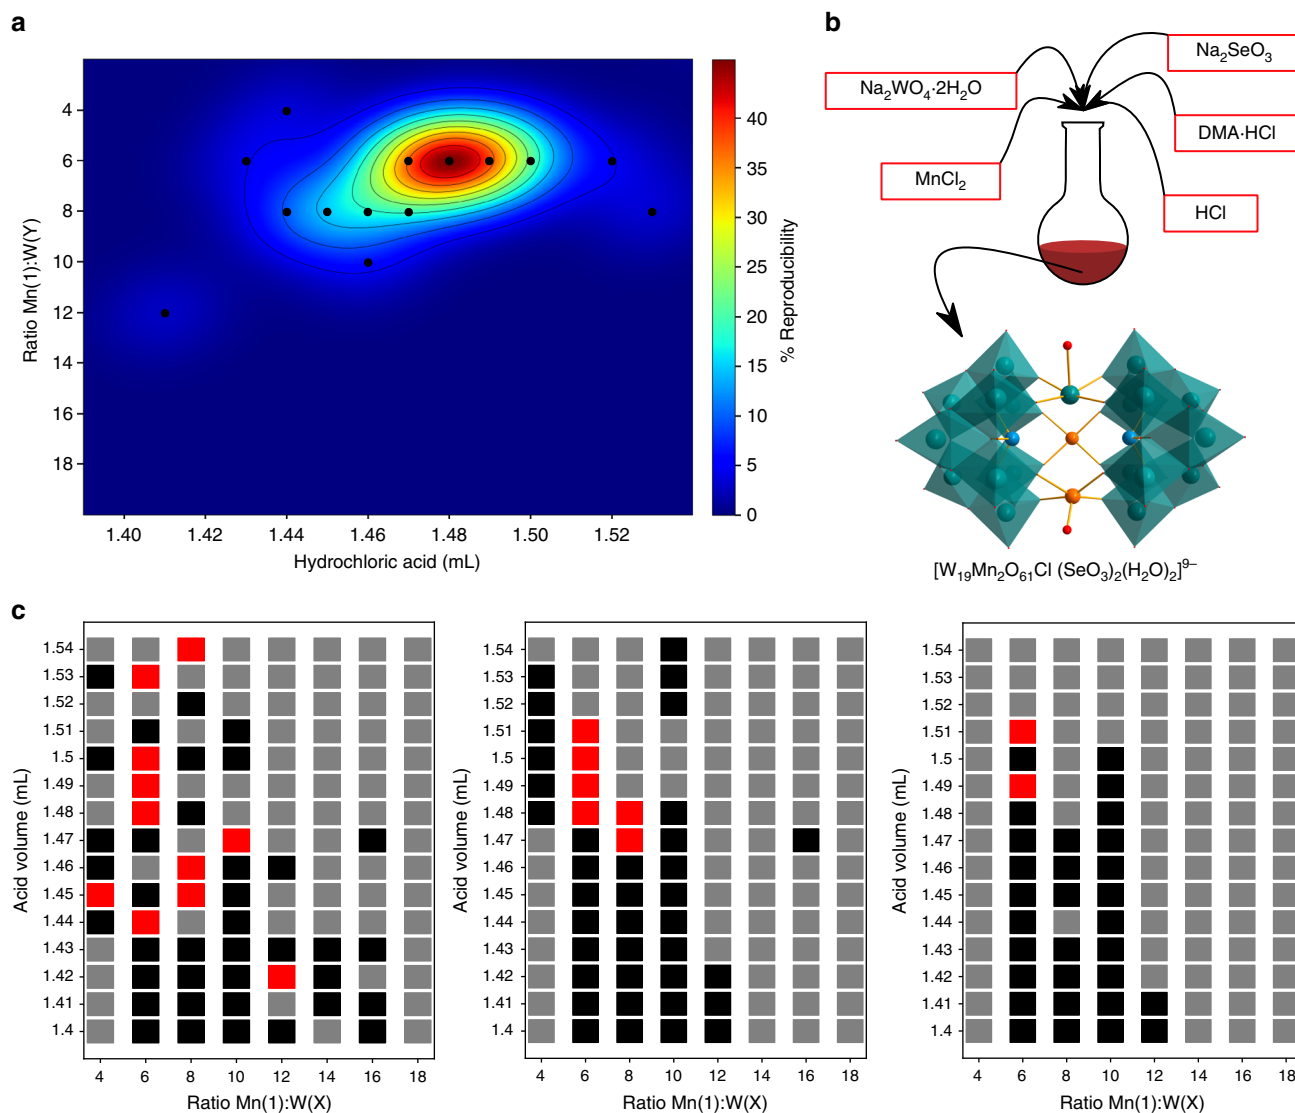 a
4
6
8
10
12
14
16
18
Ratio Mn(1):W(Y)
1.40 1.42 1.44 1.46 1.48 1.50 1.52
Hydrochloric acid (mL)
40
35
30
25
20
15
10
5
0
% Reproducibility
b
Na₂SeO₃
Na₂WO₄·2H₂O
DMA·HCl
MnCl₂
HCl
[W₁₉Mn₂O₆₁Cl (SeO₃)₂(H₂O)₂]⁹⁻
c
1.54
1.53
1.52
1.51
1.5
1.49
1.48
1.47
1.46
1.45
1.44
1.43
1.42
1.41
1.4
Acid volume (mL)
4 6 8 10 12 14 16 18
Ratio Mn(1):W(X)
1.54
1.53
1.52
1.51
1.5
1.49
1.48
1.47
1.46
1.45
1.44
1.43
1.42
1.41
1.4
Acid volume (mL)
4 6 8 10 12 14 16 18
Ratio Mn(1):W(X)
1.54
1.53
1.52
1.51
1.5
1.49
1.48
1.47
1.46
1.45
1.44
1.43
1.42
1.41
1.4
Acid volume (mL)
4 6 8 10 12 14 16 18
Ratio Mn(1):W(X)